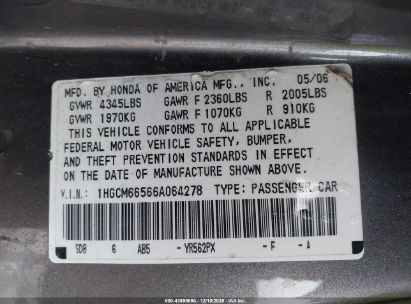 MFD. BY HONDA OF AMERICA MFG., INC. 05/06
GVWR 4345LBS GAWR F 2360LBS R 2005LBS
GVWR 1970KG GAWR F 1070KG R 910KG
THIS VEHICLE CONFORMS TO ALL APPLICABLE
FEDERAL MOTOR VEHICLE SAFETY, BUMPER,
AND THEFT PREVENTION STANDARDS IN EFFECT
ON THE DATE OF MANUFACTURE SHOWN ABOVE.
V.I.N.: 1HGCM66566A064278 TYPE: PASSENGER CAR
SDB 6 AB5 -YR562PX -F -A